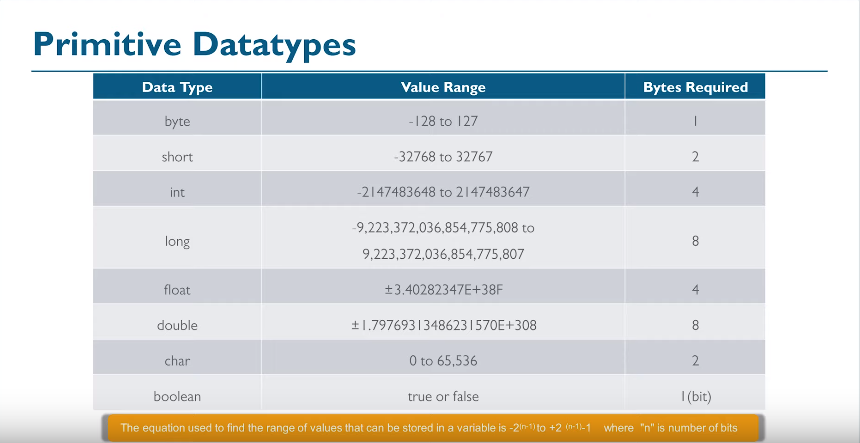 Primitive Datatypes
Data Type Value Range Bytes Required
byte -128 to 127 1
short -32768 to 32767 2
int -2147483648 to 2147483647 4
long -9,223,372,036,854,775,808 to
9,223,372,036,854,775,807 8
float ±3.40282347E+38F 4
double ±1.79769313486231570E+308 8
char 0 to 65,536 2
boolean true or false 1(bit)
The equation used to find the range of values that can be stored in a variable is -2⁽ⁿ⁻¹⁾ to +2 ⁽ⁿ⁻¹⁾-1 where "n" is number of bits